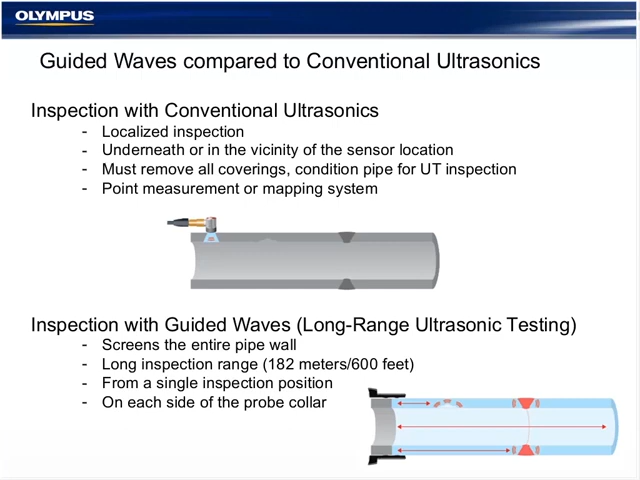 OLYMPUS
Guided Waves compared to Conventional Ultrasonics
Inspection with Conventional Ultrasonics
- Localized inspection
- Underneath or in the vicinity of the sensor location
- Must remove all coverings, condition pipe for UT inspection
- Point measurement or mapping system
Inspection with Guided Waves (Long-Range Ultrasonic Testing)
- Screens the entire pipe wall
- Long inspection range (182 meters/600 feet)
- From a single inspection position
- On each side of the probe collar